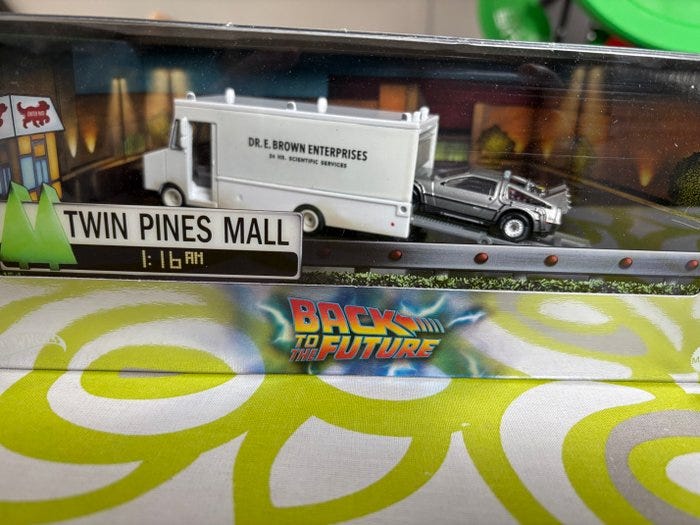 DR. E. BROWN ENTERPRISES
24 HR. SCIENTIFIC SERVICES
TWIN PINES MALL
1:16 AM
BACK
TO THE
FUTURE